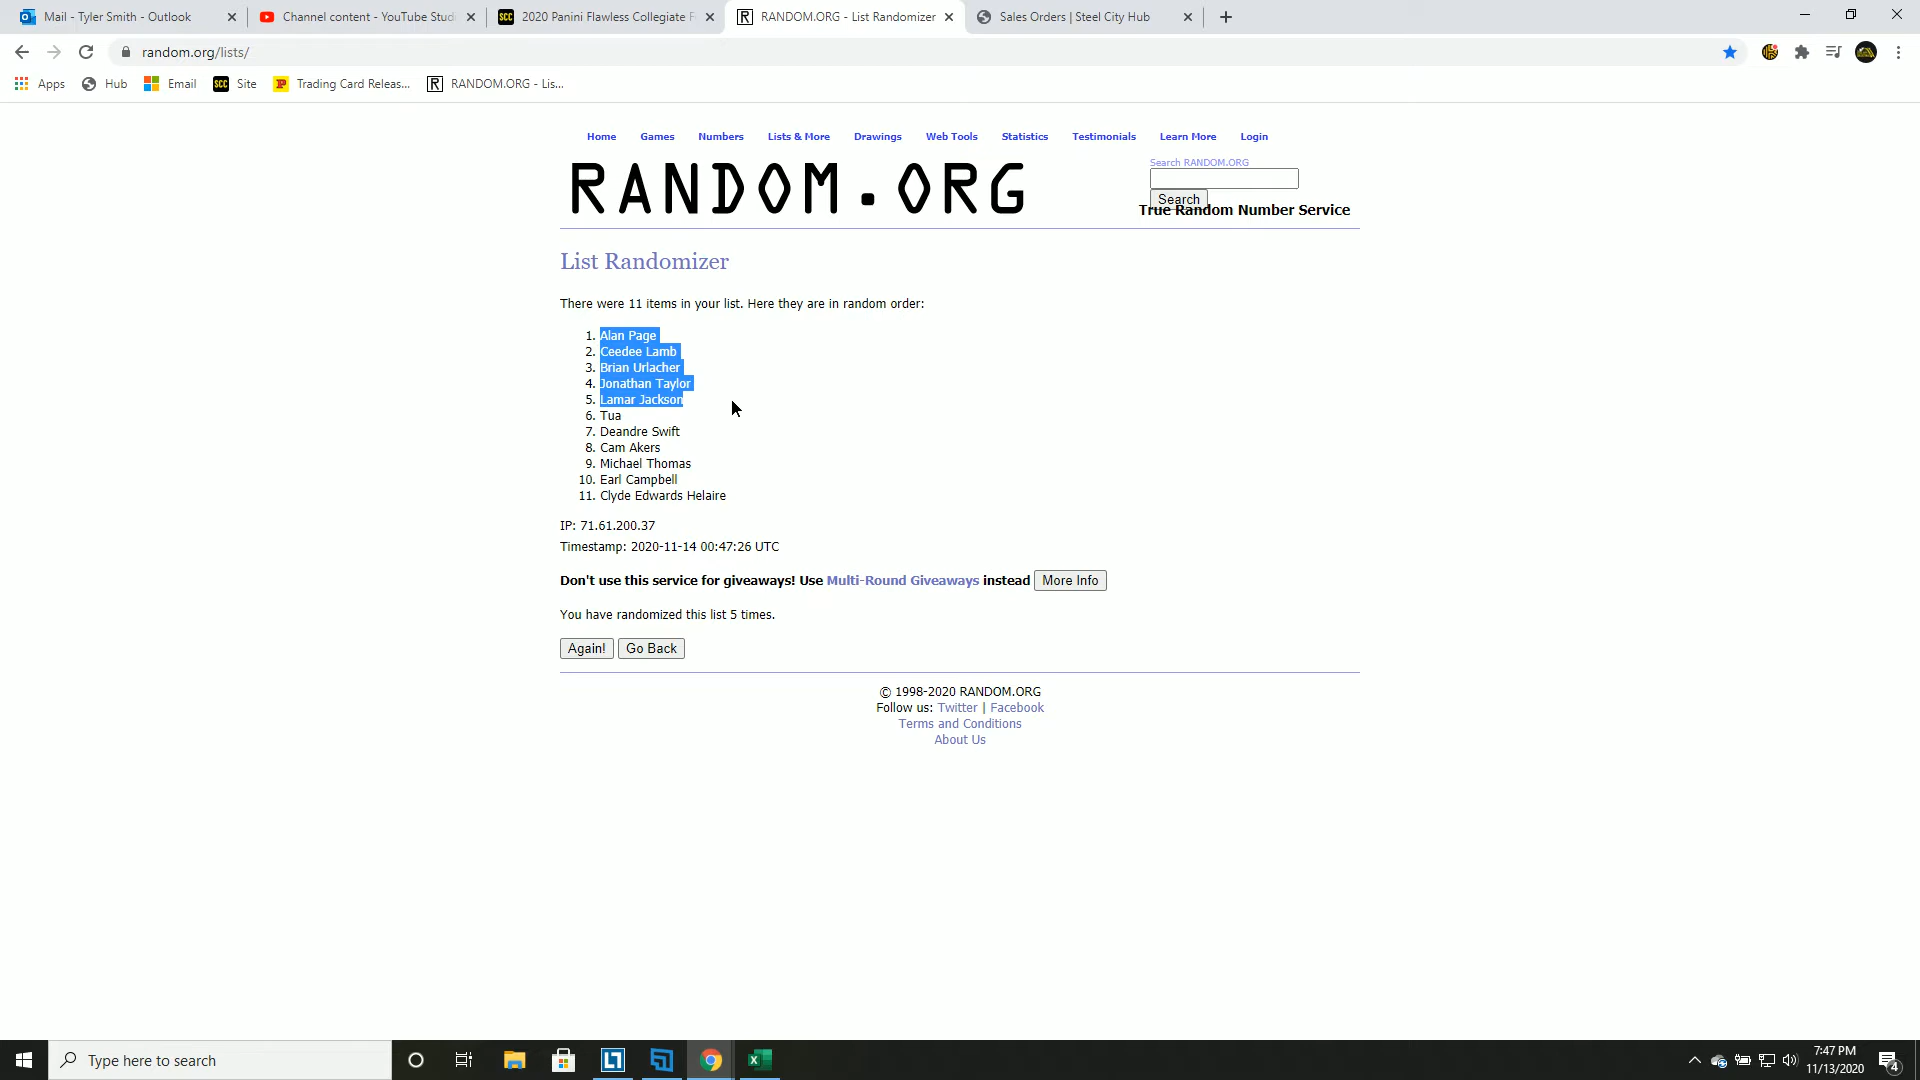 Mail - Tyler Smith - Outlook
Channel content - YouTube Stud
SCC 2020 Panini Flawless Collegiate F
R RANDOM.ORG - List Randomizer
Sales Orders | Steel City Hub
random.org/lists/
Apps Hub Email SCC Site Trading Card Releas... R RANDOM.ORG - Lis...
Home Games Numbers Lists & More Drawings Web Tools Statistics Testimonials Learn More Login
RANDOM.ORG
Search RANDOM.ORG
Search
True Random Number Service
List Randomizer
There were 11 items in your list. Here they are in random order:
1. Alan Page
2. Ceedee Lamb
3. Brian Urlacher
4. Jonathan Taylor
5. Lamar Jackson
6. Tua
7. Deandre Swift
8. Cam Akers
9. Michael Thomas
10. Earl Campbell
11. Clyde Edwards Helaire
IP: 71.61.200.37
Timestamp: 2020-11-14 00:47:26 UTC
Don't use this service for giveaways! Use Multi-Round Giveaways instead More Info
You have randomized this list 5 times.
Again! Go Back
© 1998-2020 RANDOM.ORG
Follow us: Twitter | Facebook
Terms and Conditions
About Us
Type here to search
7:47 PM
11/13/2020
4